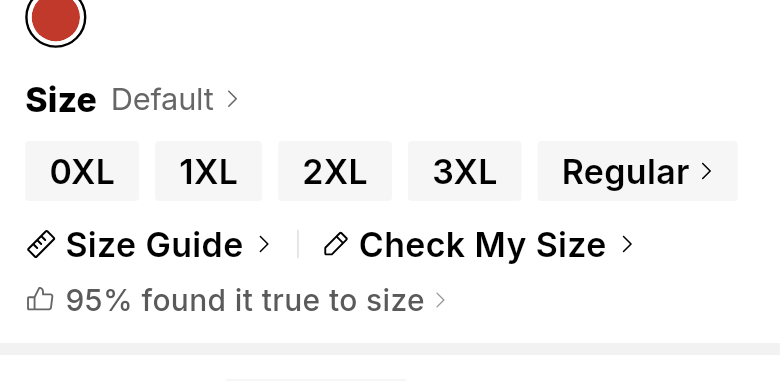 Size Default
0XL 1XL 2XL 3XL Regular
Size Guide Check My Size
95% found it true to size